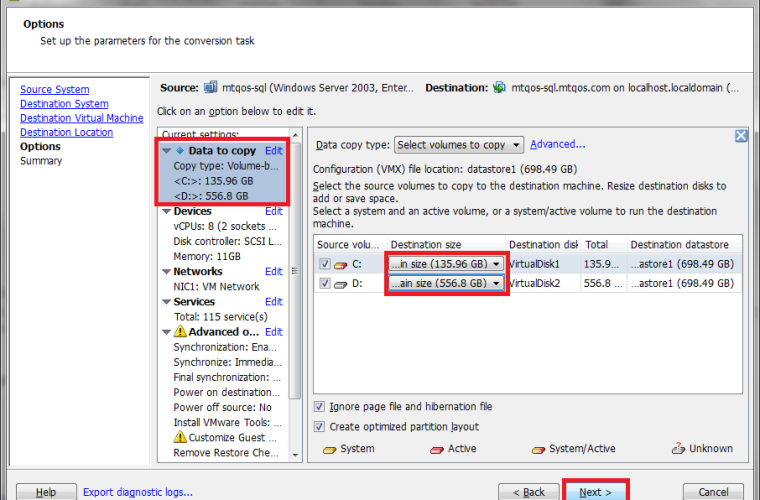 Options
Set up the parameters for the conversion task
Source System
Destination System
Destination Virtual Machine
Destination Location
Options
Summary
Source: mtqos-sql (Windows Server 2003, Enter... Destination: mtqos-sql.mtqos.com on localhost.localdomain (...
Click on an option below to edit it.
Current settings:
Data to copy Edit
Copy type: Volume-b...
<C:>: 135.96 GB
<D:>: 556.8 GB
Devices Edit
vCPUs: 8 (2 sockets ...
Disk controller: SCSI L...
Memory: 11GB
Networks Edit
NIC1: VM Network
Services Edit
Total: 115 service(s)
Advanced o... Edit
Synchronization: Ena...
Synchronize: Immedia...
Final synchronization: ...
Power on destination...
Power off source: No
Install VMware Tools: ...
Customize Guest ...
Remove Restore Che...
Data copy type: Select volumes to copy Advanced...
Configuration (VMX) file location: datastore1 (698.49 GB)
Select the source volumes to copy to the destination machine. Resize destination disks to
add or save space.
Select a system and an active volume, or a system/active volume to run the destination
machine.
Source volu... Destination size Destination disk Total Destination datastore
C: ...in size (135.96 GB) VirtualDisk1 135.9... ...astore1 (698.49 GB)
D: ...ain size (556.8 GB) VirtualDisk2 556.8 ... ...astore1 (698.49 GB)
Ignore page file and hibernation file
Create optimized partition layout
System Active System/Active Unknown
Help Export diagnostic logs... < Back Next > Cancel